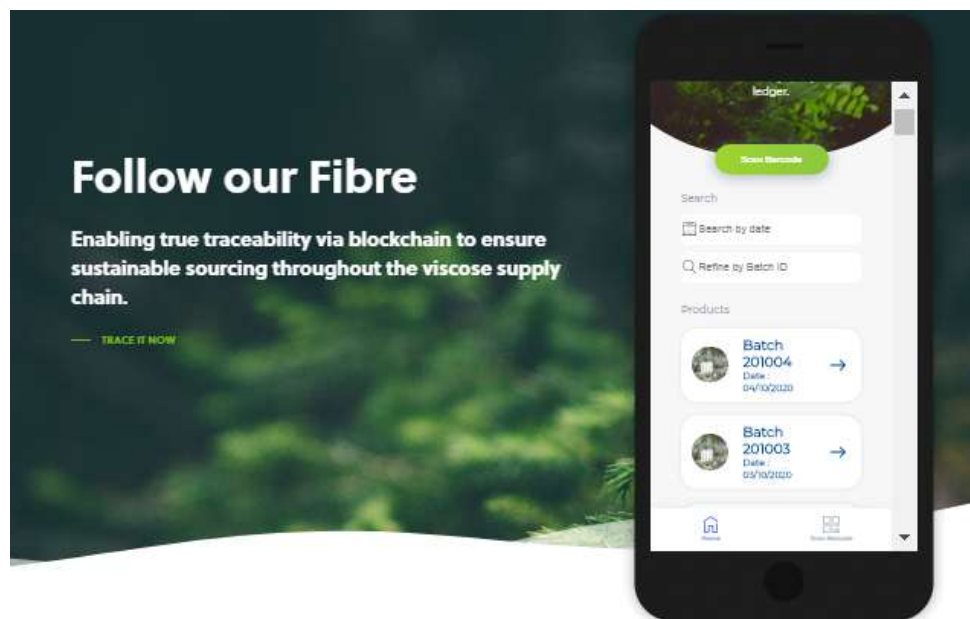 Follow our Fibre
Enabling true traceability via blockchain to ensure
sustainable sourcing throughout the viscose supply
chain.
TRACE IT NOW
ledger.
Scan Barcode
Search
Search by date
Refine by Batch ID
Products
Batch
201004
Date :
04/10/2020
Batch
201003
Date :
03/10/2020
Home
Scan Barcode